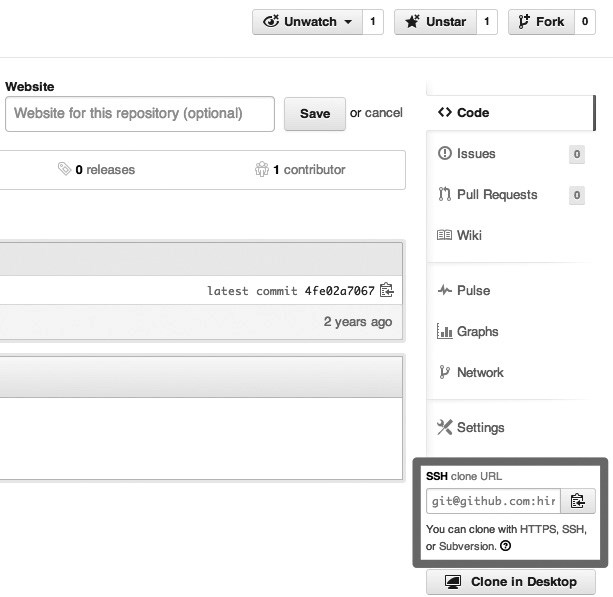 Unwatch 1 Unstar 1 Fork 0
Website
Website for this repository (optional) Save or cancel
0 releases 1 contributor
latest commit 4fe02a7067
2 years ago
Code
Issues 0
Pull Requests 0
Wiki
Pulse
Graphs
Network
Settings
SSH clone URL
git@github.com:hir
You can clone with HTTPS, SSH,
or Subversion.
Clone in Desktop